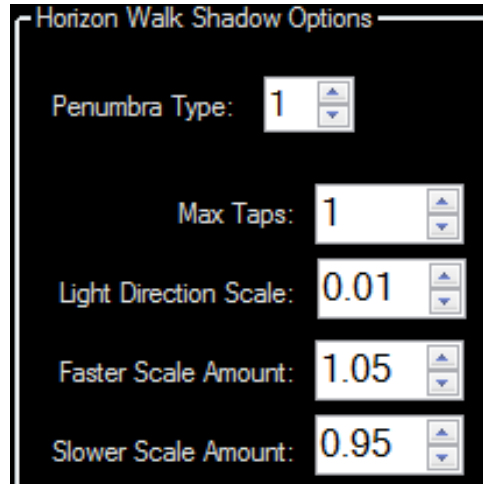 Horizon Walk Shadow Options
Penumbra Type: 1
Max Taps: 1
Light Direction Scale: 0.01
Faster Scale Amount: 1.05
Slower Scale Amount: 0.95